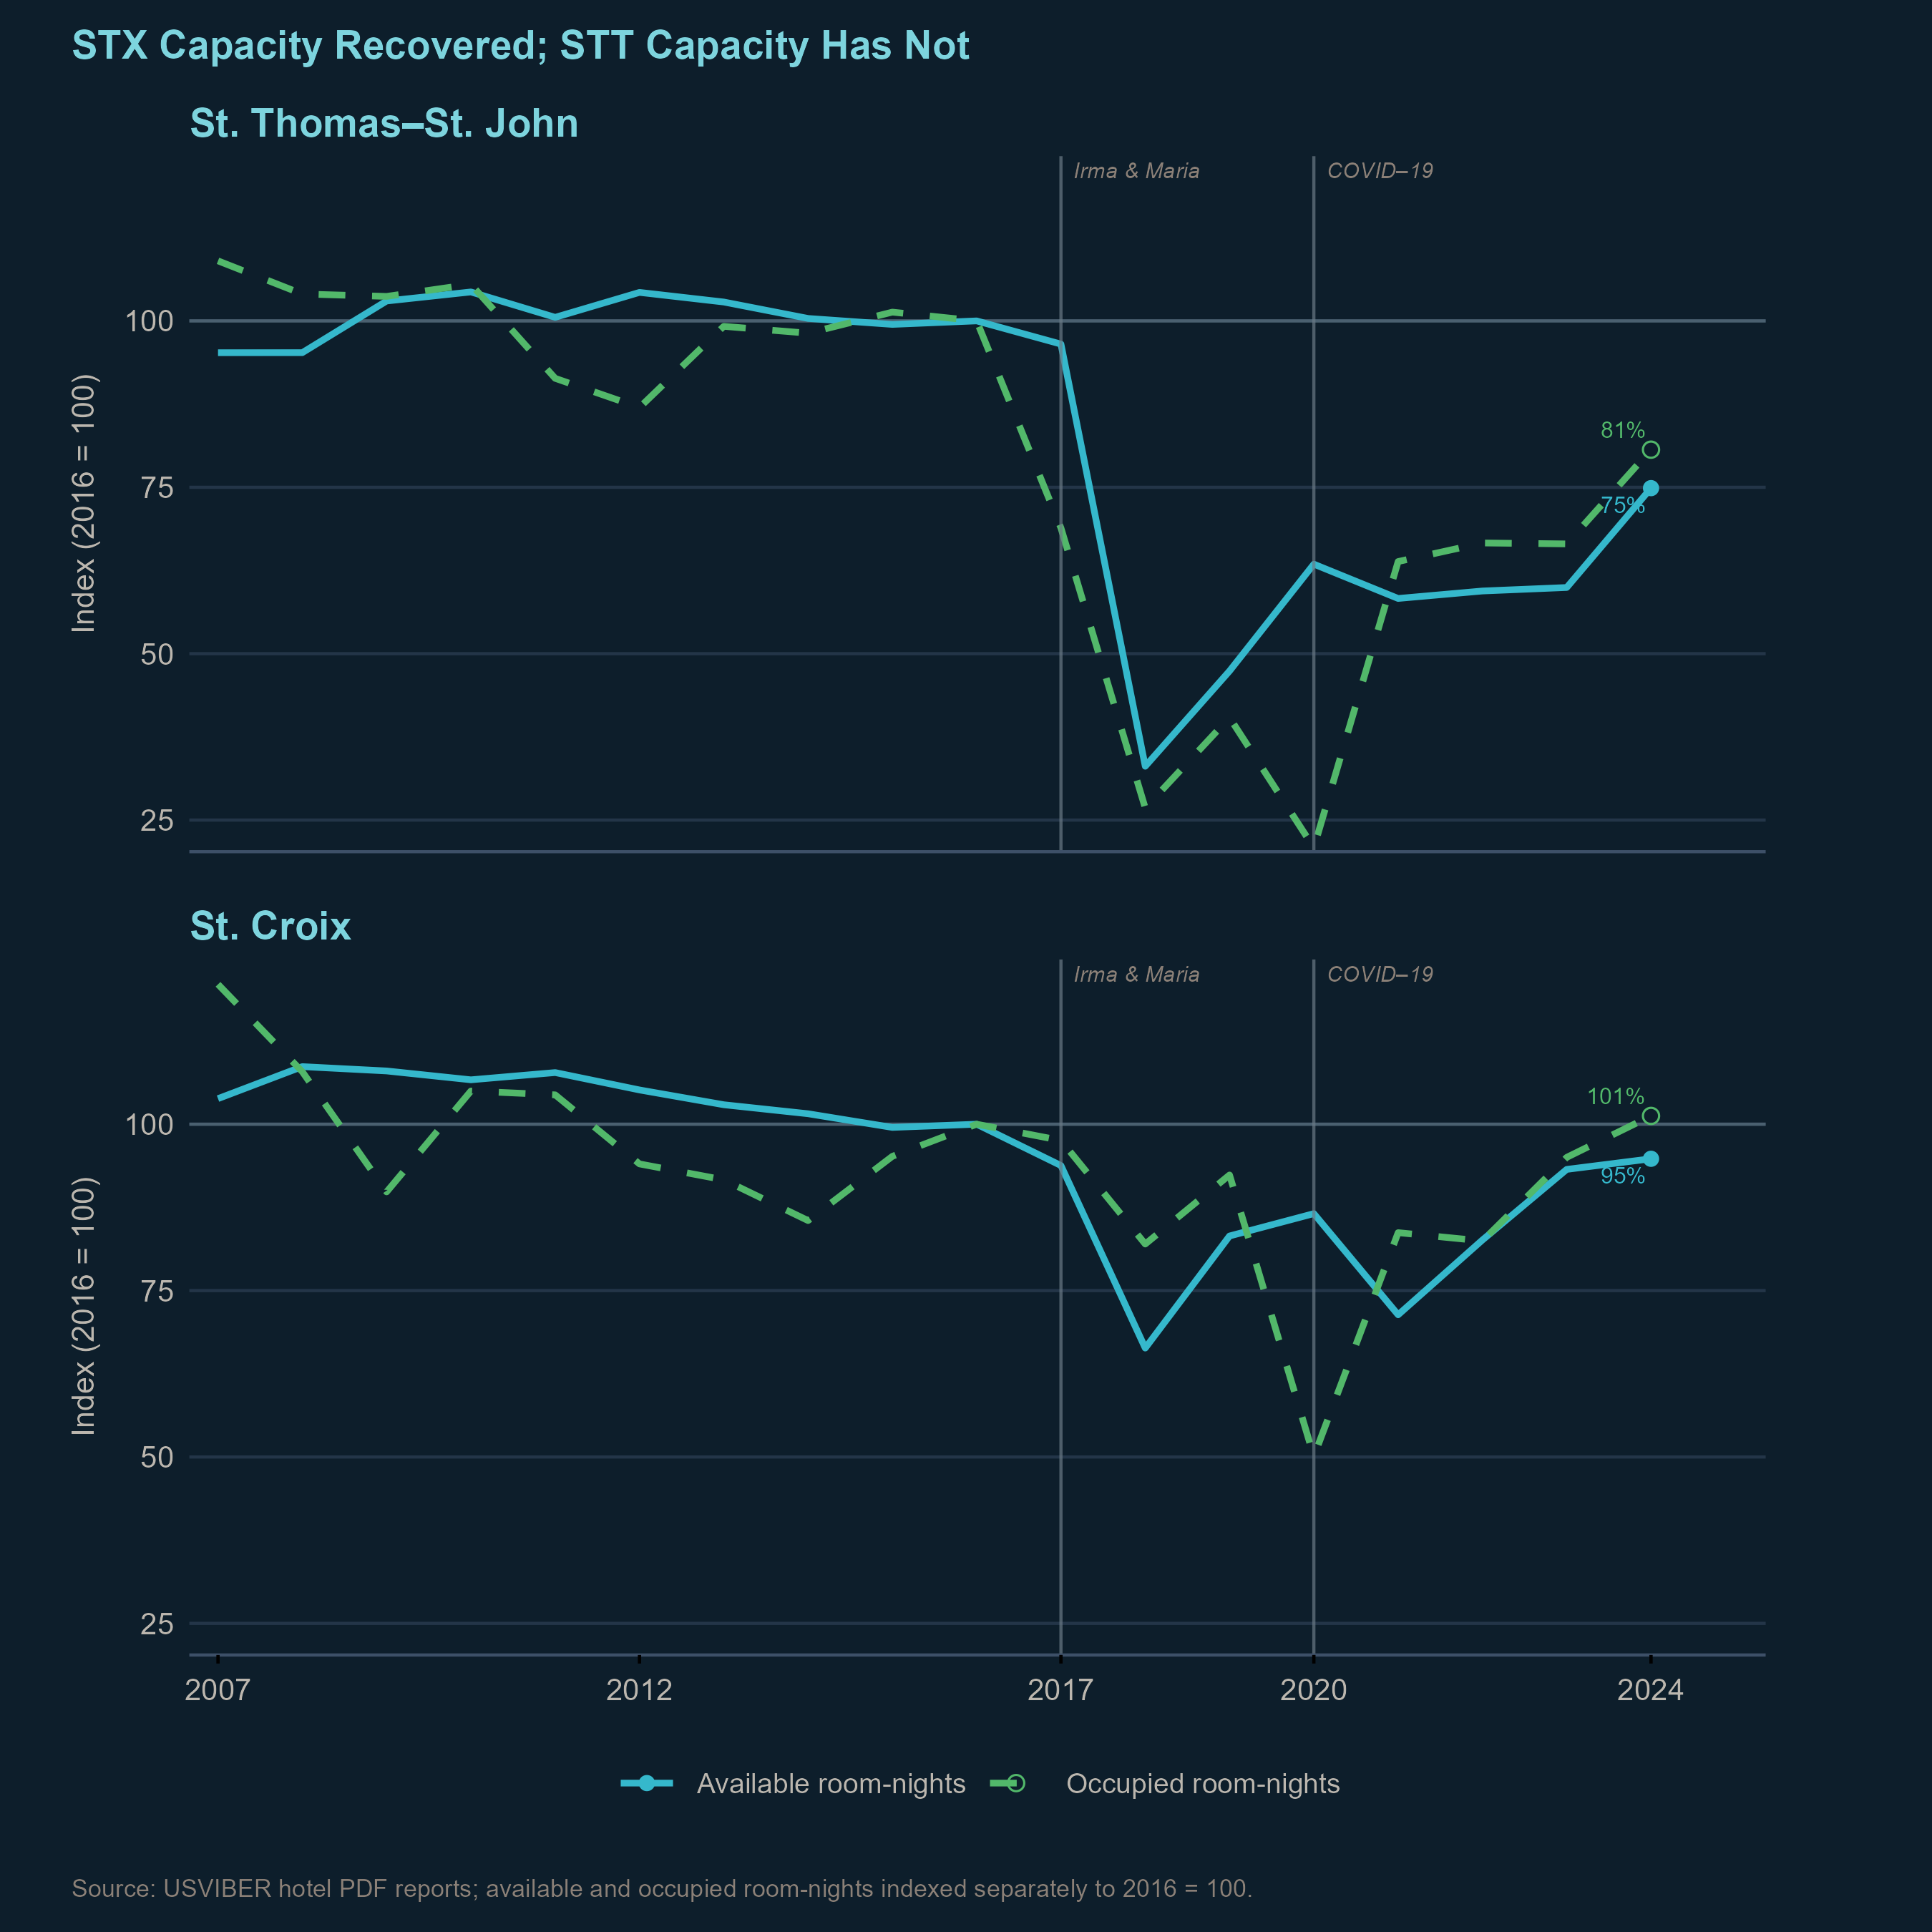 STX Capacity Recovered; STT Capacity Has Not
St. Thomas–St. John
Irma & Maria
COVID–19
100
75
50
25
Index (2016 = 100)
81%
75%
St. Croix
Irma & Maria
COVID–19
100
75
50
25
Index (2016 = 100)
101%
95%
2007
2012
2017
2020
2024
Available room-nights
Occupied room-nights
Source: USVIBER hotel PDF reports; available and occupied room-nights indexed separately to 2016 = 100.